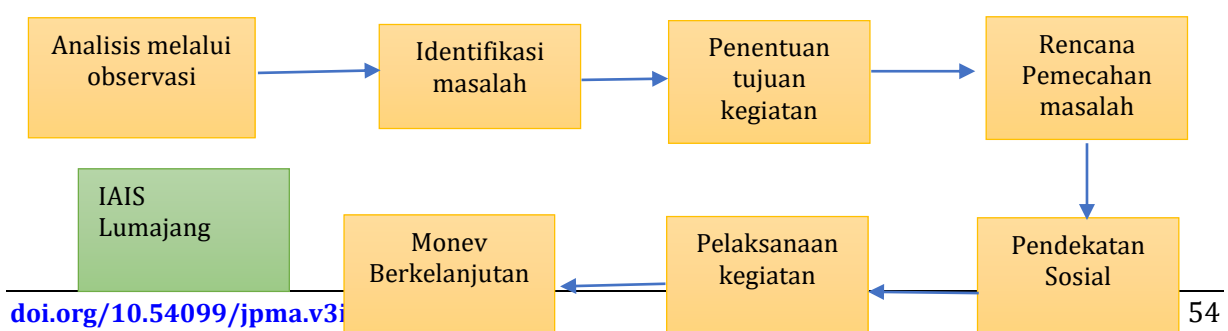 Analisis melalui
observasi
Identifikasi
masalah
Penentuan
tujuan
kegiatan
Rencana
Pemecahan
masalah
IAIS
Lumajang
Monev
Berkelanjutan
Pelaksanaan
kegiatan
Pendekatan
Sosial
doi.org/10.54099/jpma.v3i
54